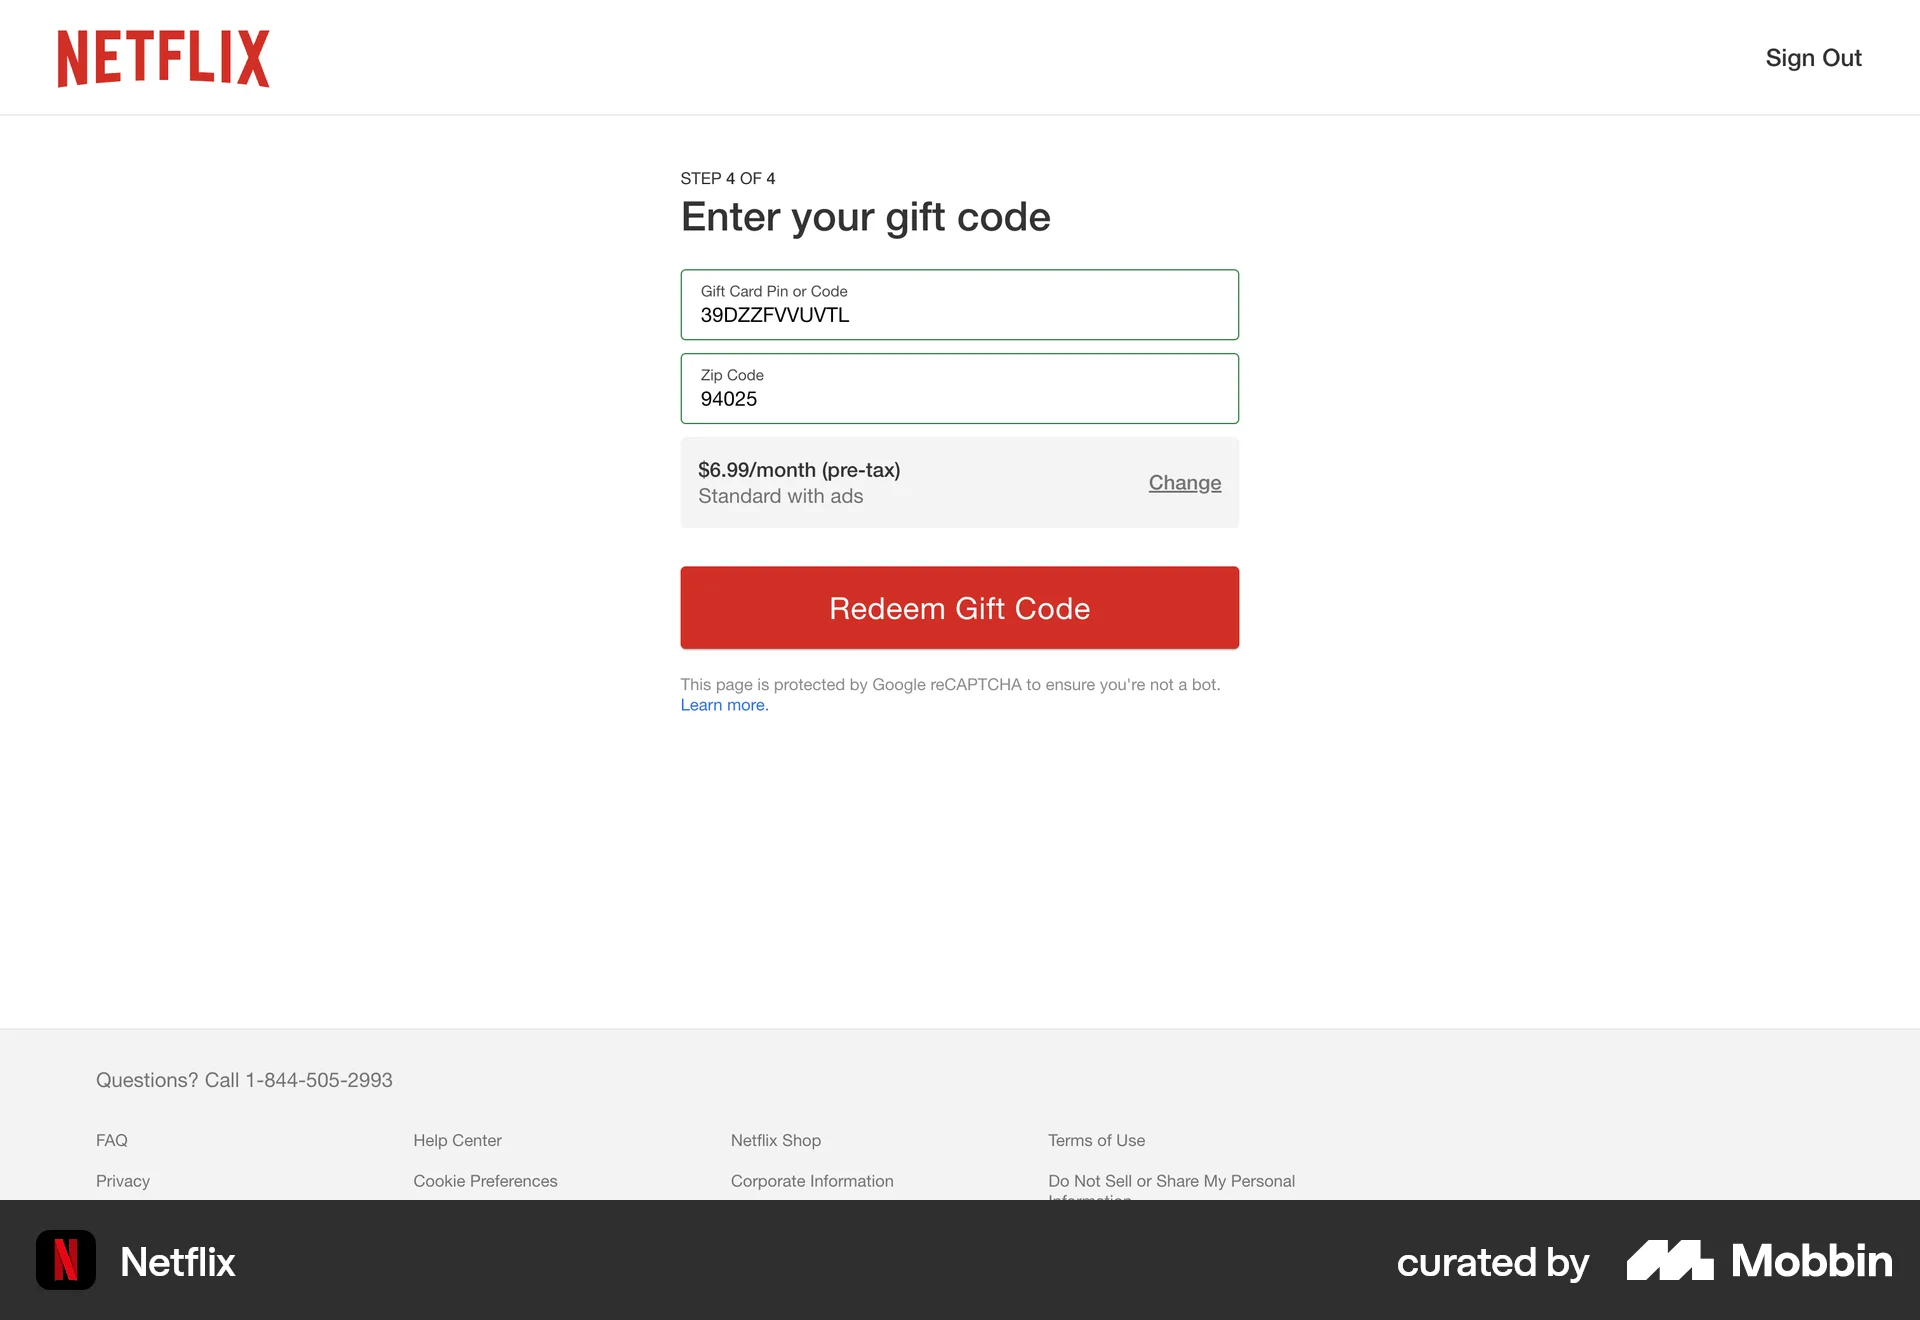 NETFLIX
Sign Out
STEP 4 OF 4
Enter your gift code
Gift Card Pin or Code
39DZZFVVUVTL
Zip Code
94025
$6.99/month (pre-tax)
Standard with ads
Change
Redeem Gift Code
This page is protected by Google reCAPTCHA to ensure you're not a bot.
Learn more.
Questions? Call 1-844-505-2993
FAQ
Help Center
Netflix Shop
Terms of Use
Privacy
Cookie Preferences
Corporate Information
Do Not Sell or Share My Personal
Information
N
Netflix
curated by
Mobbin